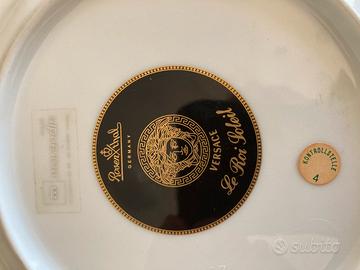 Rosenthal
GERMANY
VERSACE
Le Roi Soleil
KONTROLLSTELLE
4
subito